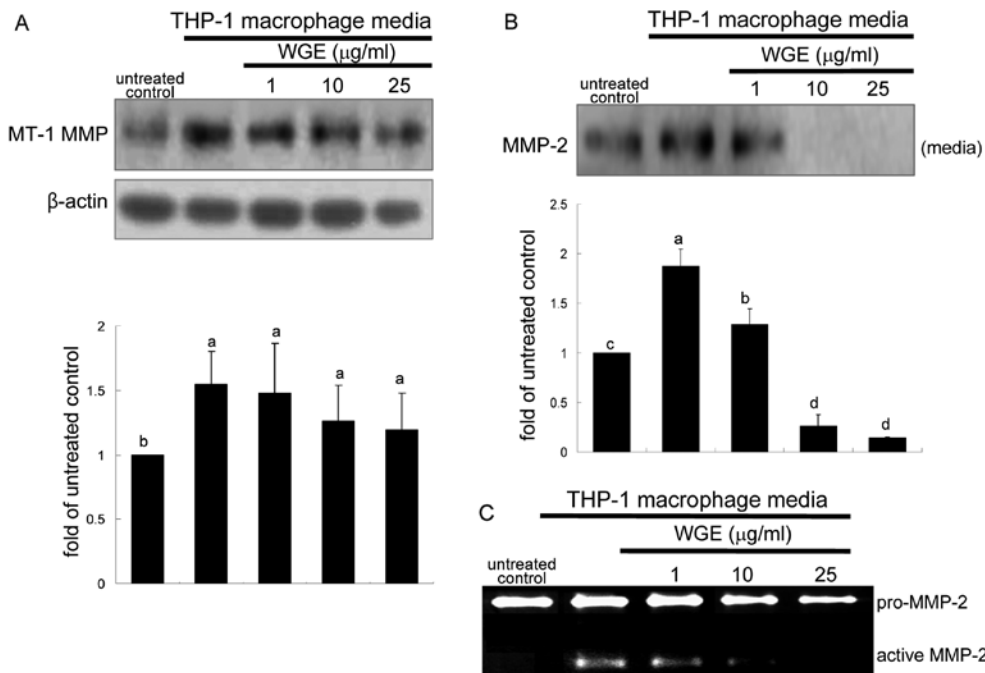 A
THP-1 macrophage media
WGE (μg/ml)
untreated
control
1 10 25
MT-1 MMP
β-actin
fold of untreated control
2
1.5
1
0.5
0
b a a a a
B
THP-1 macrophage media
WGE (μg/ml)
untreated
control
1 10 25
MMP-2
(media)
fold of untreated control
2.5
2
1.5
1
0.5
0
c a b d d
C
THP-1 macrophage media
WGE (μg/ml)
untreated
control
1 10 25
pro-MMP-2
active MMP-2